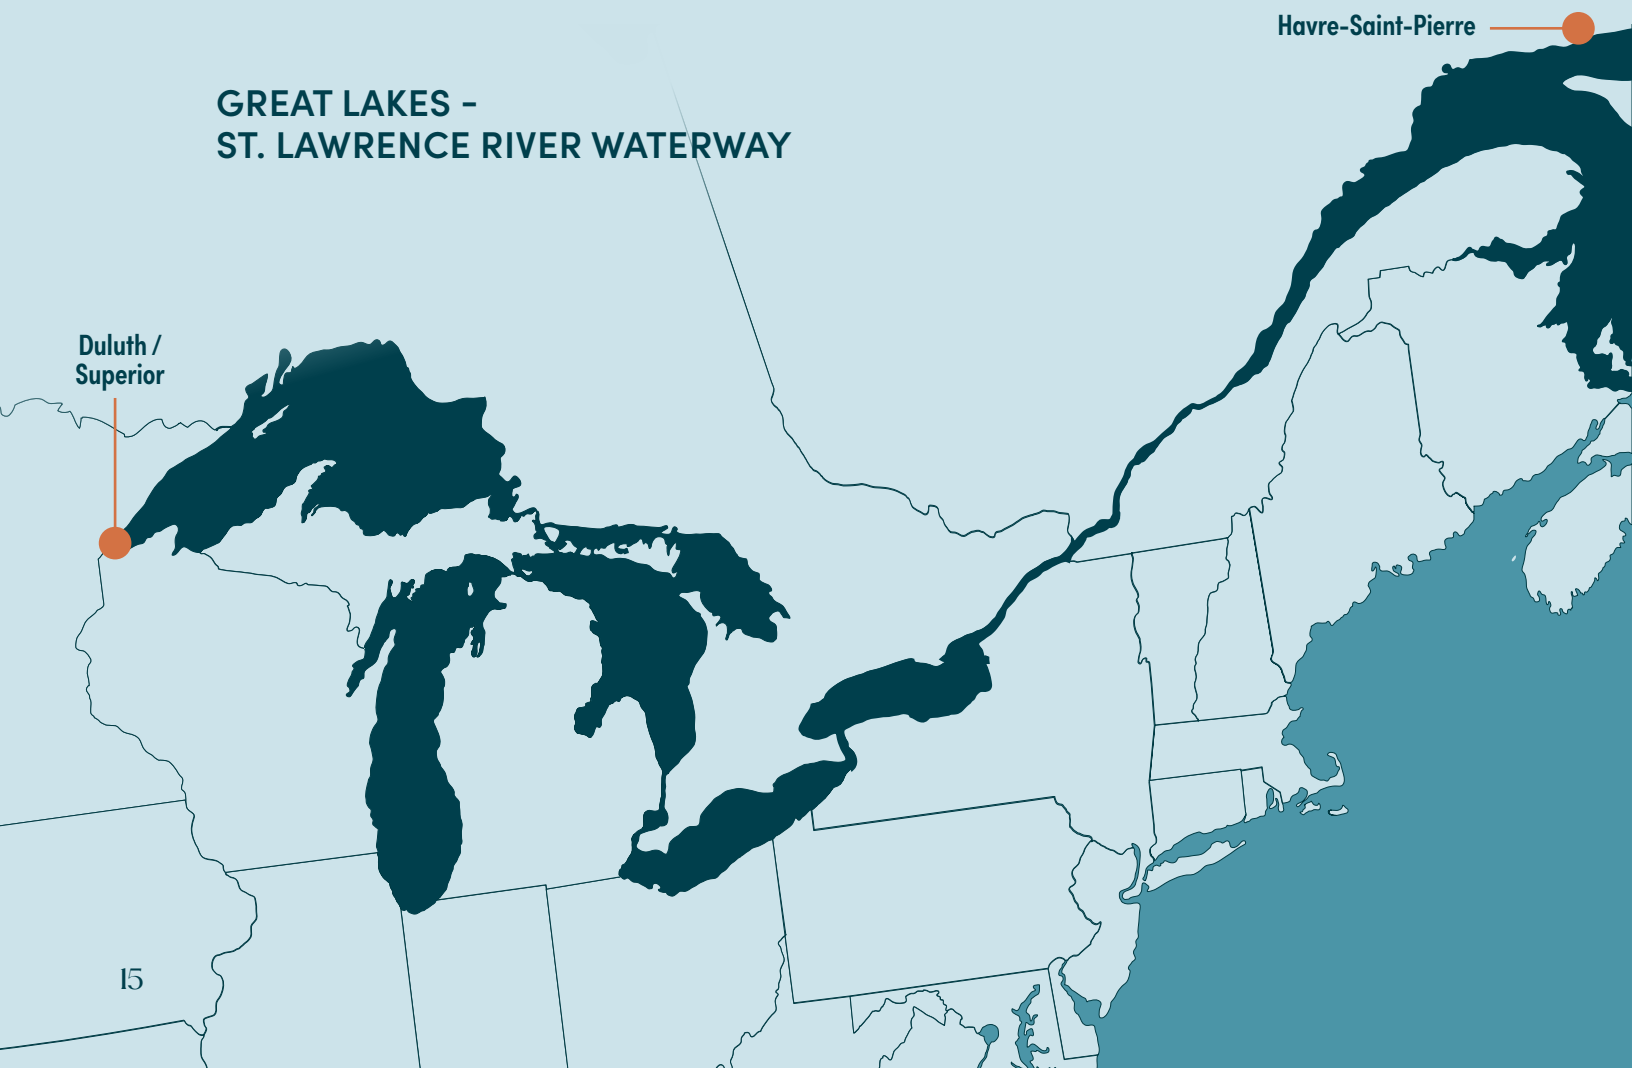 Havre-Saint-Pierre
GREAT LAKES -
ST. LAWRENCE RIVER WATERWAY
Duluth /
Superior
15